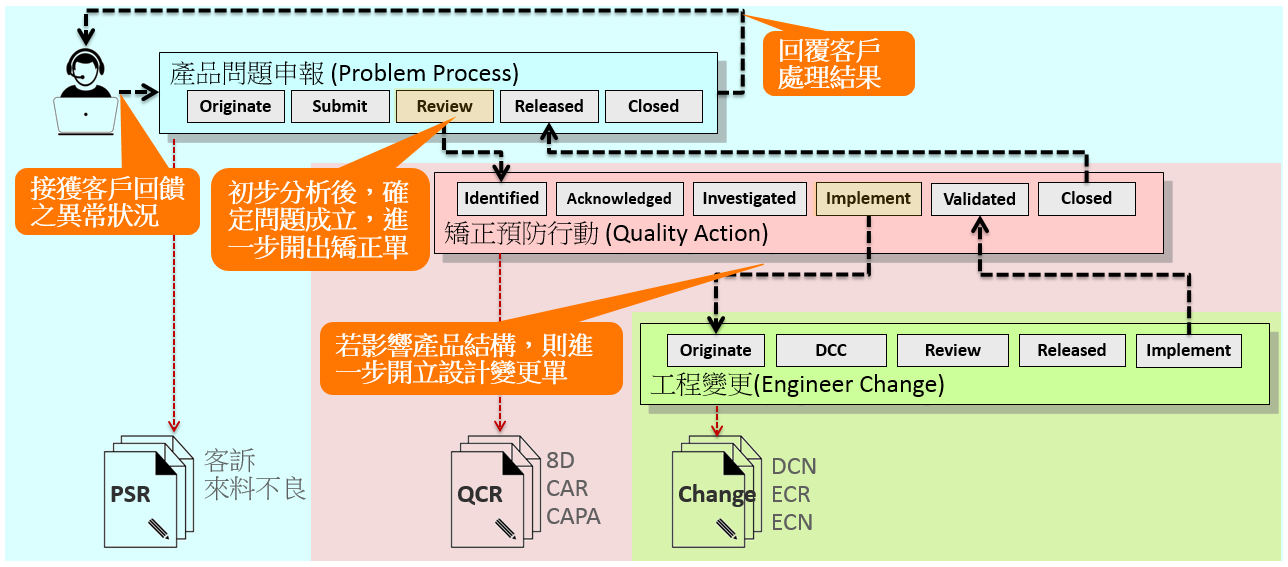 回覆客戶
處理結果
產品問題申報 (Problem Process)
Originate
Submit
Review
Released
Closed
接獲客戶回饋
之異常狀況
初步分析後，確
定問題成立，進
一步開出矯正單
Identified
Acknowledged
Investigated
Implement
Validated
Closed
矯正預防行動 (Quality Action)
若影響產品結構，則進
一步開立設計變更單
Originate
DCC
Review
Released
Implement
工程變更(Engineer Change)
PSR
客訴
來料不良
QCR
8D
CAR
CAPA
Change
DCN
ECR
ECN